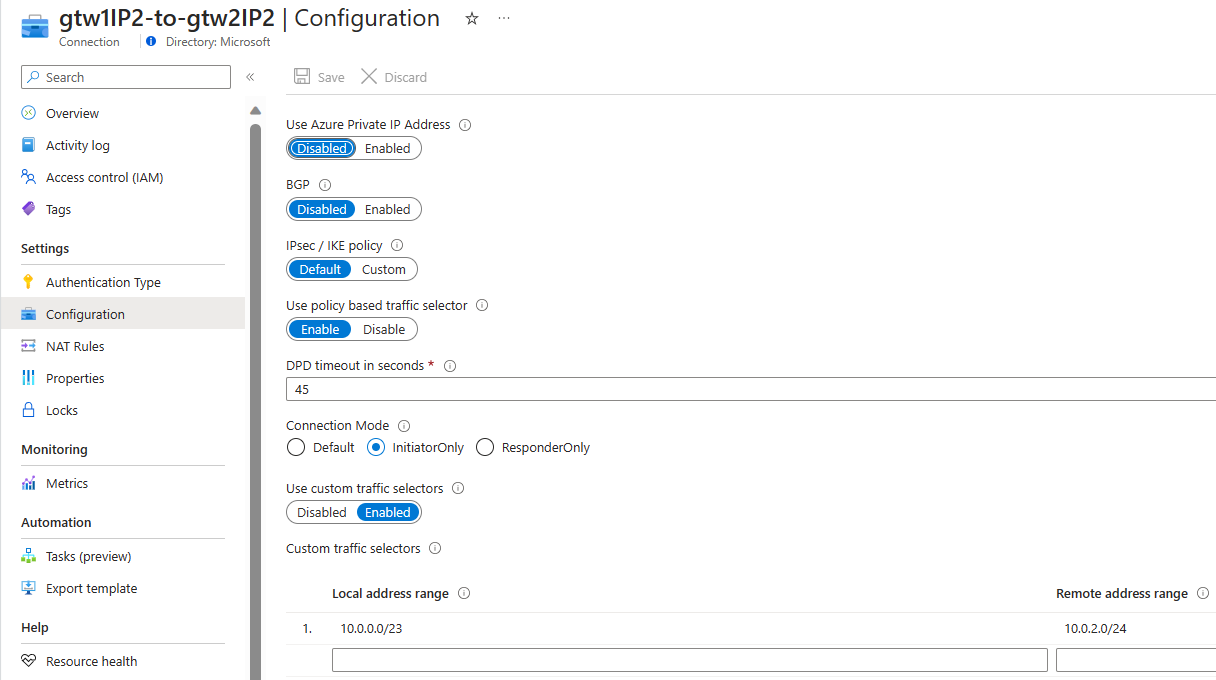 gtw1IP2-to-gtw2IP2 | Configuration
Connection
Directory: Microsoft
Search
Overview
Activity log
Access control (IAM)
Tags
Settings
Authentication Type
Configuration
NAT Rules
Properties
Locks
Monitoring
Metrics
Automation
Tasks (preview)
Export template
Help
Resource health
Save
Discard
Use Azure Private IP Address
Disabled Enabled
BGP
Disabled Enabled
IPsec / IKE policy
Default Custom
Use policy based traffic selector
Enable Disable
DPD timeout in seconds *
45
Connection Mode
Default InitiatorOnly ResponderOnly
Use custom traffic selectors
Disabled Enabled
Custom traffic selectors
Local address range Remote address range
1. 10.0.0.0/23 10.0.2.0/24